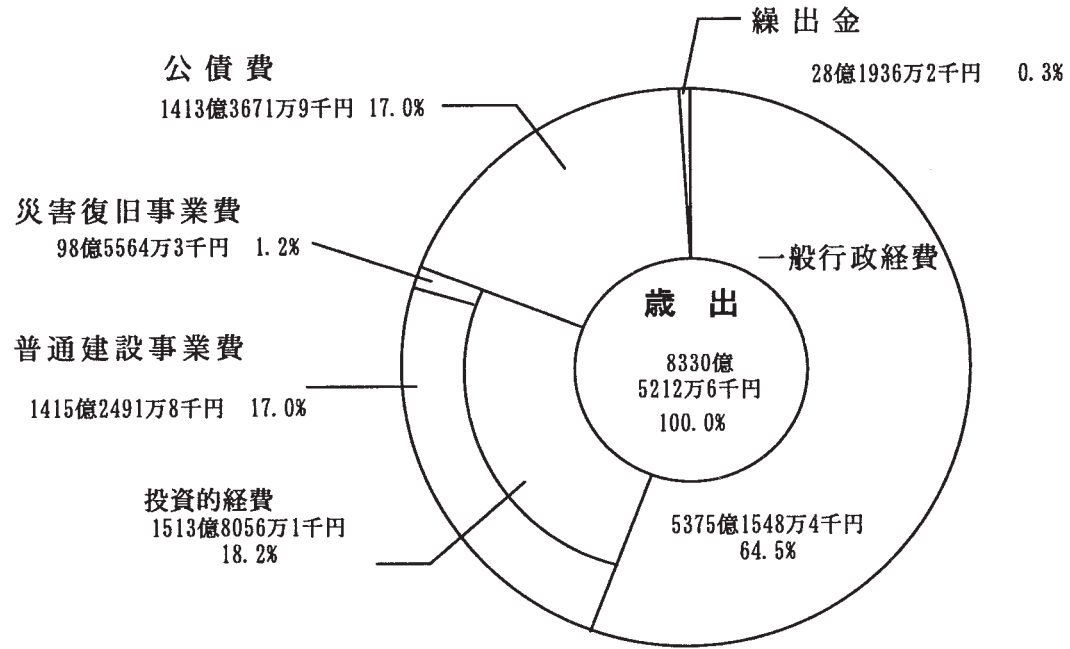 繰出金
28億1936万2千円 0.3%
公債費
1413億3671万9千円 17.0%
災害復旧事業費
98億5564万3千円 1.2%
普通建設事業費
1415億2491万8千円 17.0%
投資的経費
1513億8056万1千円
18.2%
一般行政経費
5375億1548万4千円
64.5%
歳出
8330億
5212万6千円
100.0%